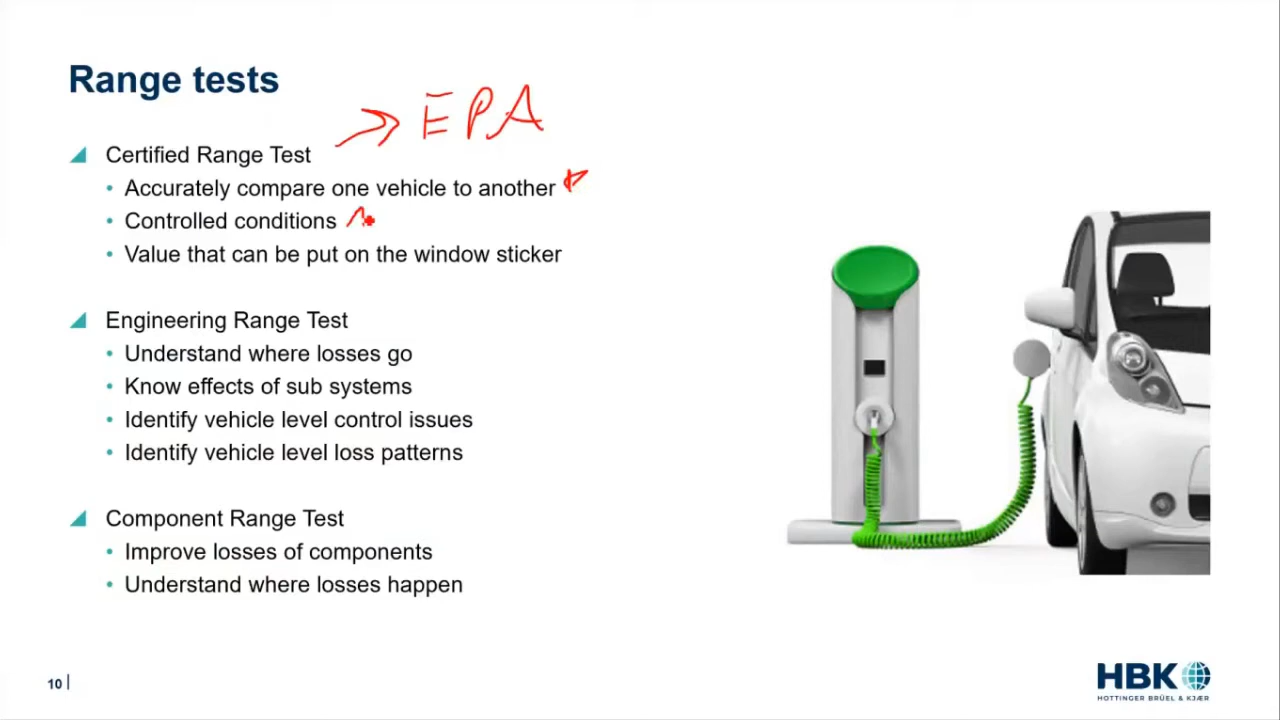 Range tests
EPA
Certified Range Test
• Accurately compare one vehicle to another
• Controlled conditions
• Value that can be put on the window sticker
Engineering Range Test
• Understand where losses go
• Know effects of sub systems
• Identify vehicle level control issues
• Identify vehicle level loss patterns
Component Range Test
• Improve losses of components
• Understand where losses happen
10
HBK
HOTTINGER BRÜEL & KJÆR